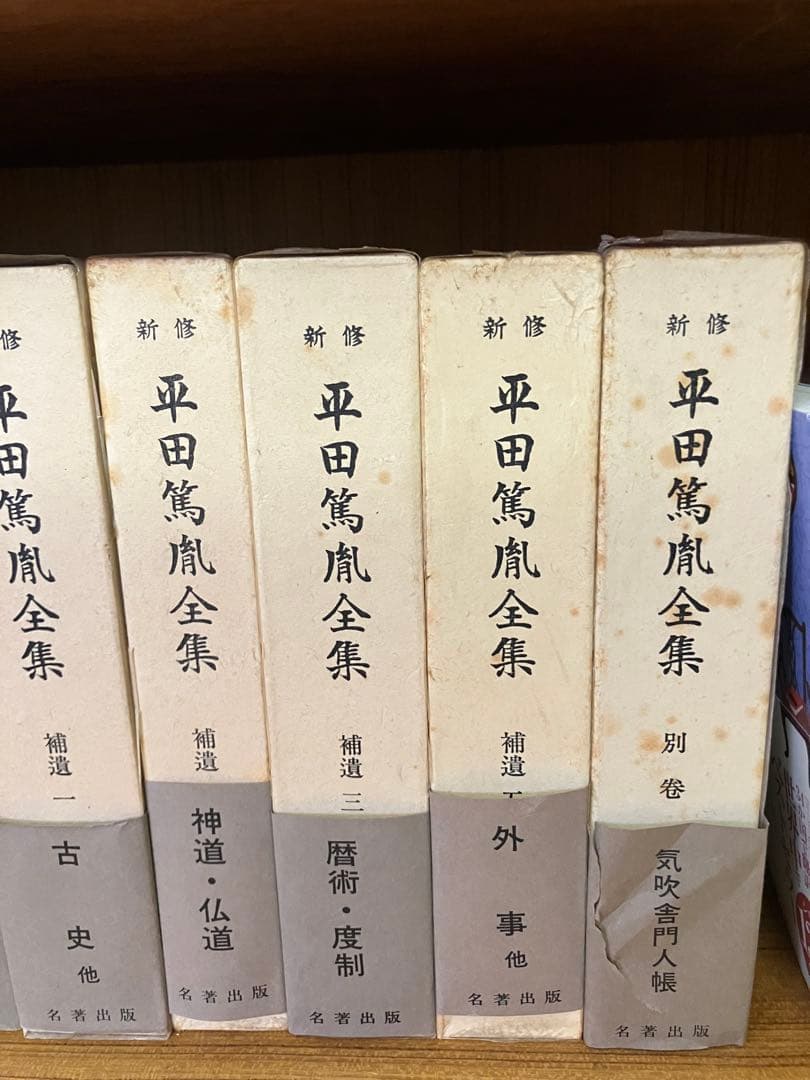 修
平田篤胤全集
補遺 一
古史 他
名著出版
新修
平田篤胤全集
補遺
神道・仏道
名著出版
新修
平田篤胤全集
補遺 三
暦術・度制
名著出版
新修
平田篤胤全集
補遺
外事 他
名著出版
新修
平田篤胤全集
別巻
気吹舎門人帳
名著出版